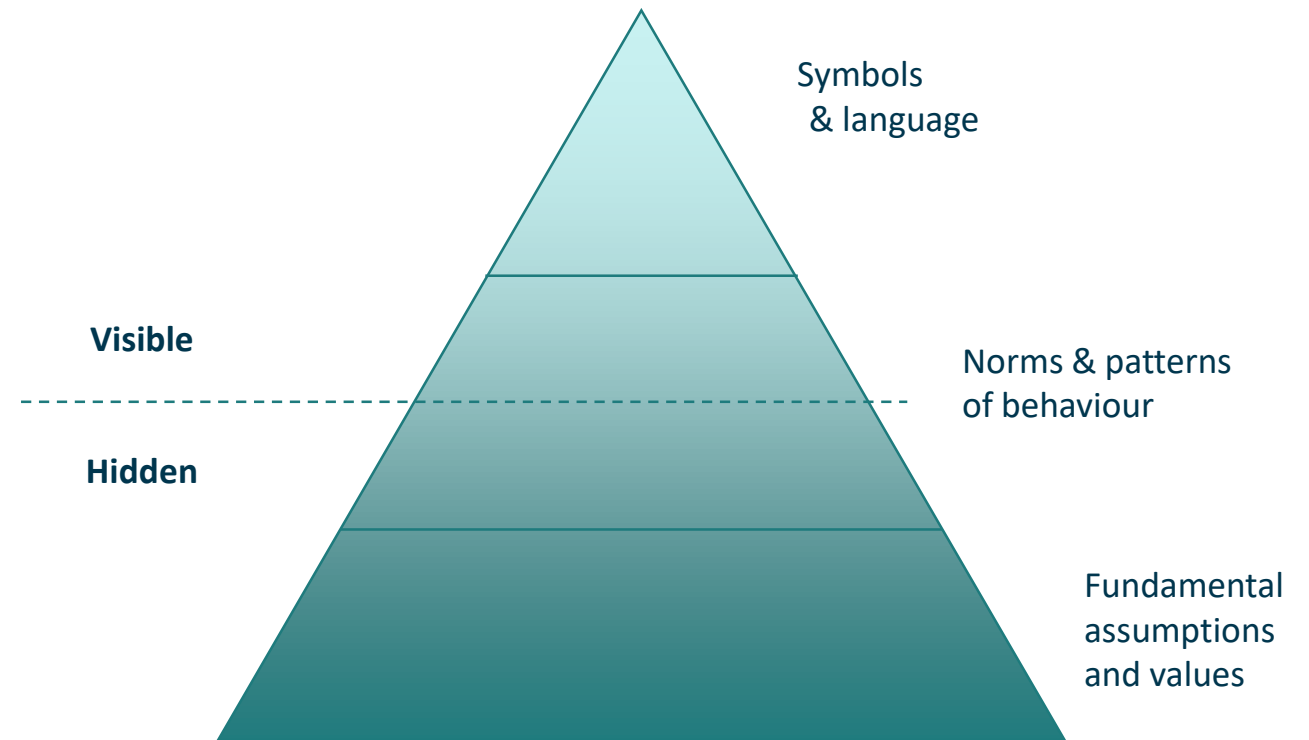 Symbols
& language
Visible
Norms & patterns
of behaviour
Hidden
Fundamental
assumptions
and values